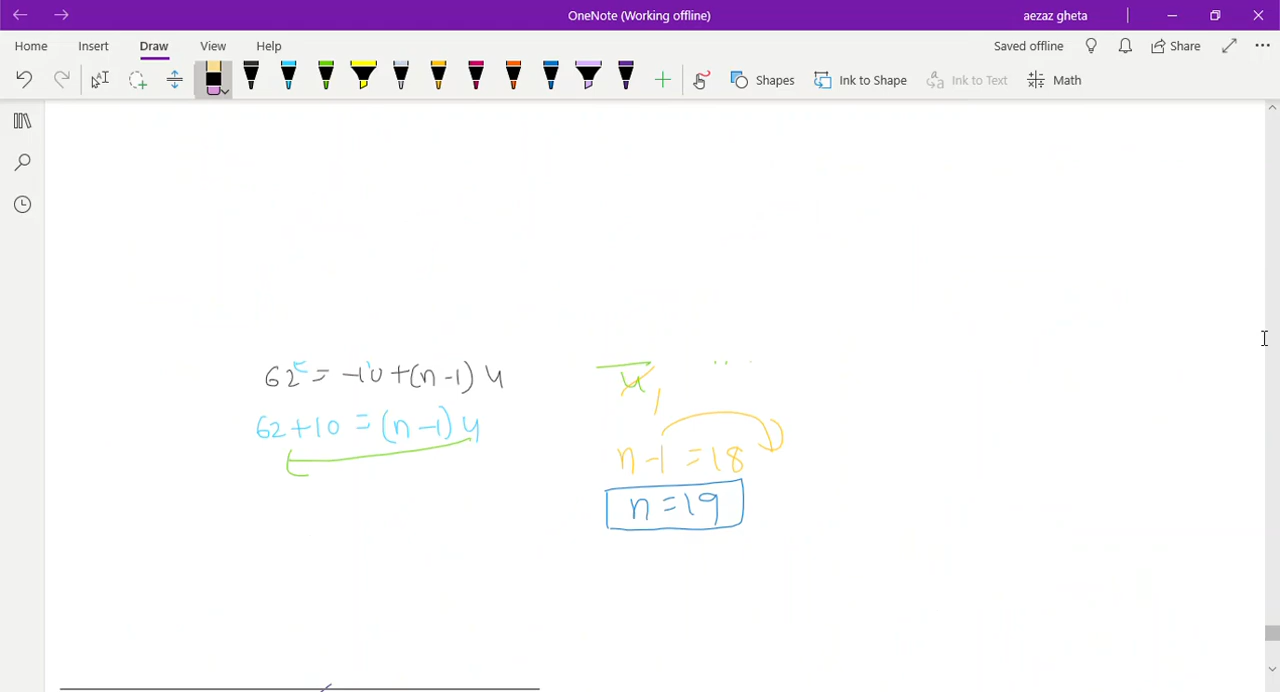 OneNote (Working offline)
aezaz gheta
Home Insert Draw View Help
Saved offline
Share
Shapes
Ink to Shape
Ink to Text
Math
62 = -10 + (n-1) 4
62+10 = (n-1) 4
4
n-1 = 18
n = 19